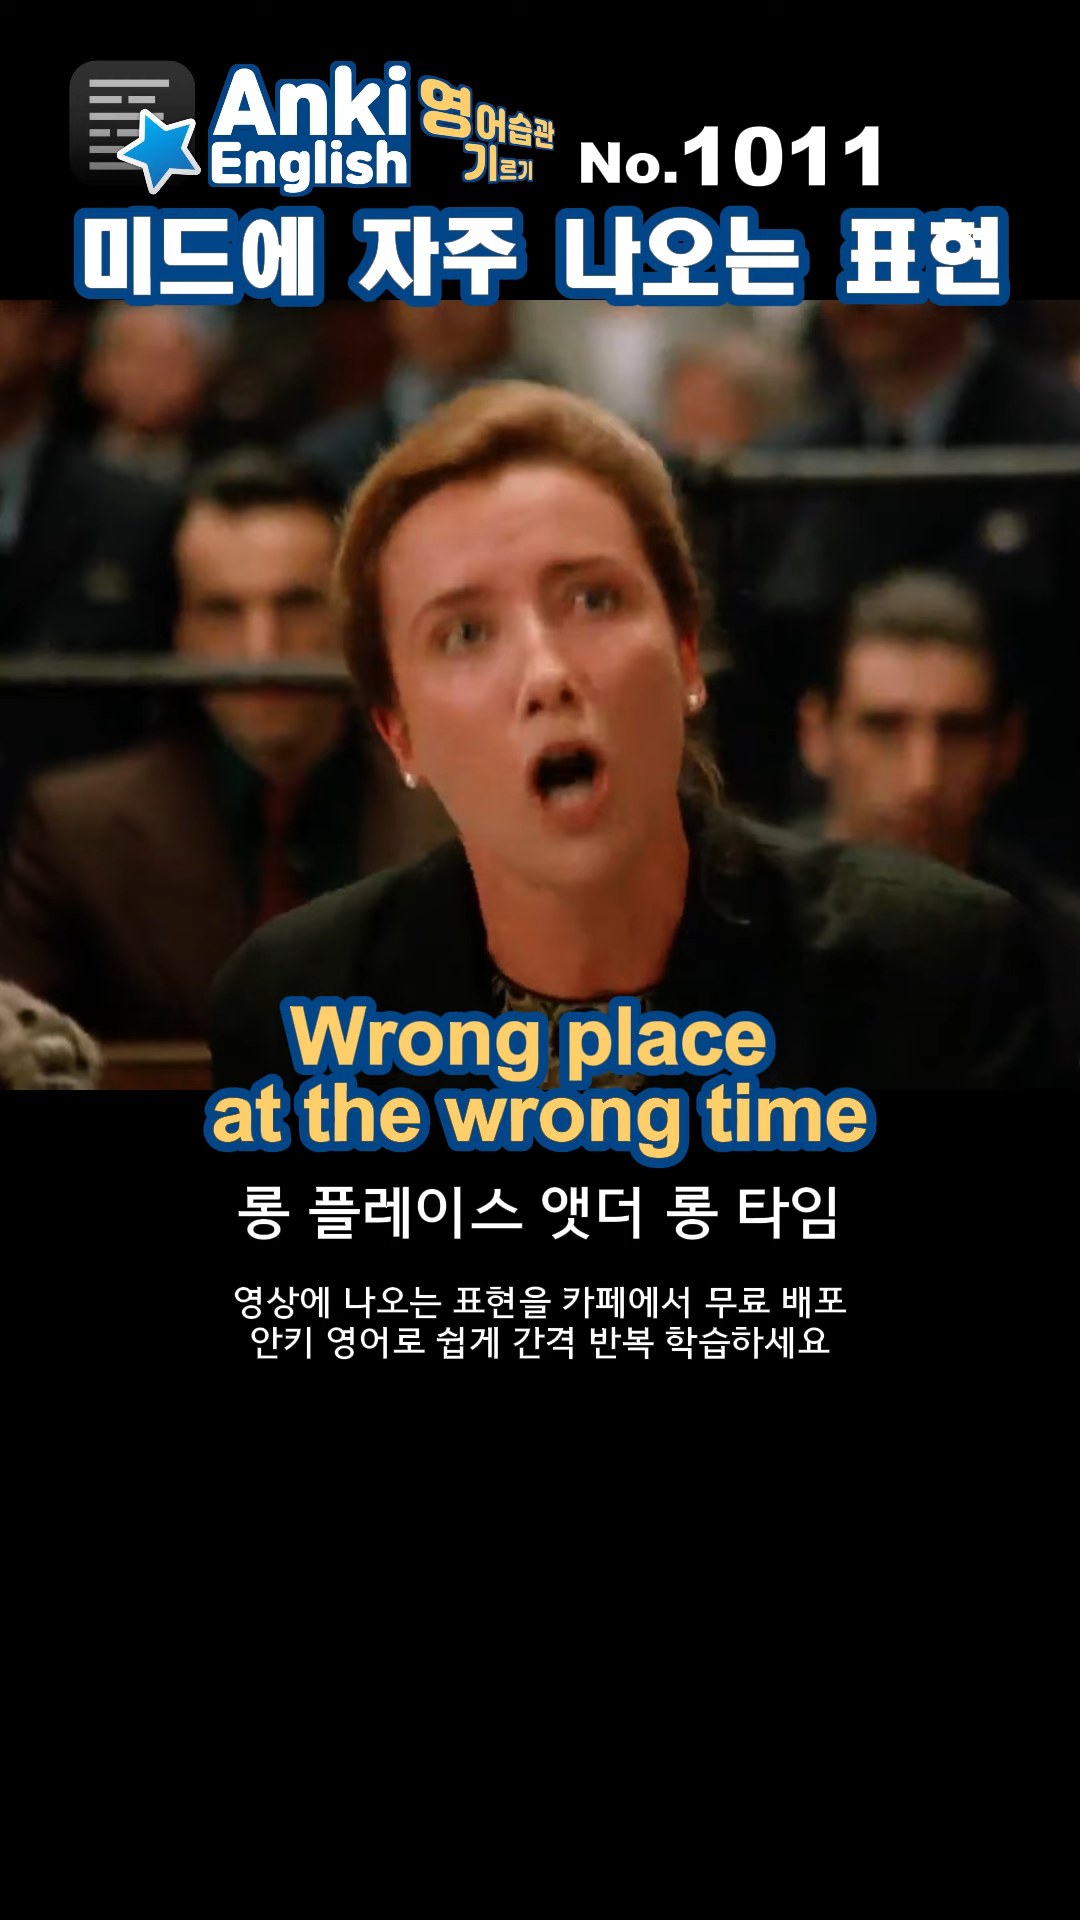 Anki
English
영어습관
기르기
No.1011
미드에 자주 나오는 표현
Wrong place
at the wrong time
롱 플레이스 앳더 롱 타임
영상에 나오는 표현을 카페에서 무료 배포
안키 영어로 쉽게 간격 반복 학습하세요